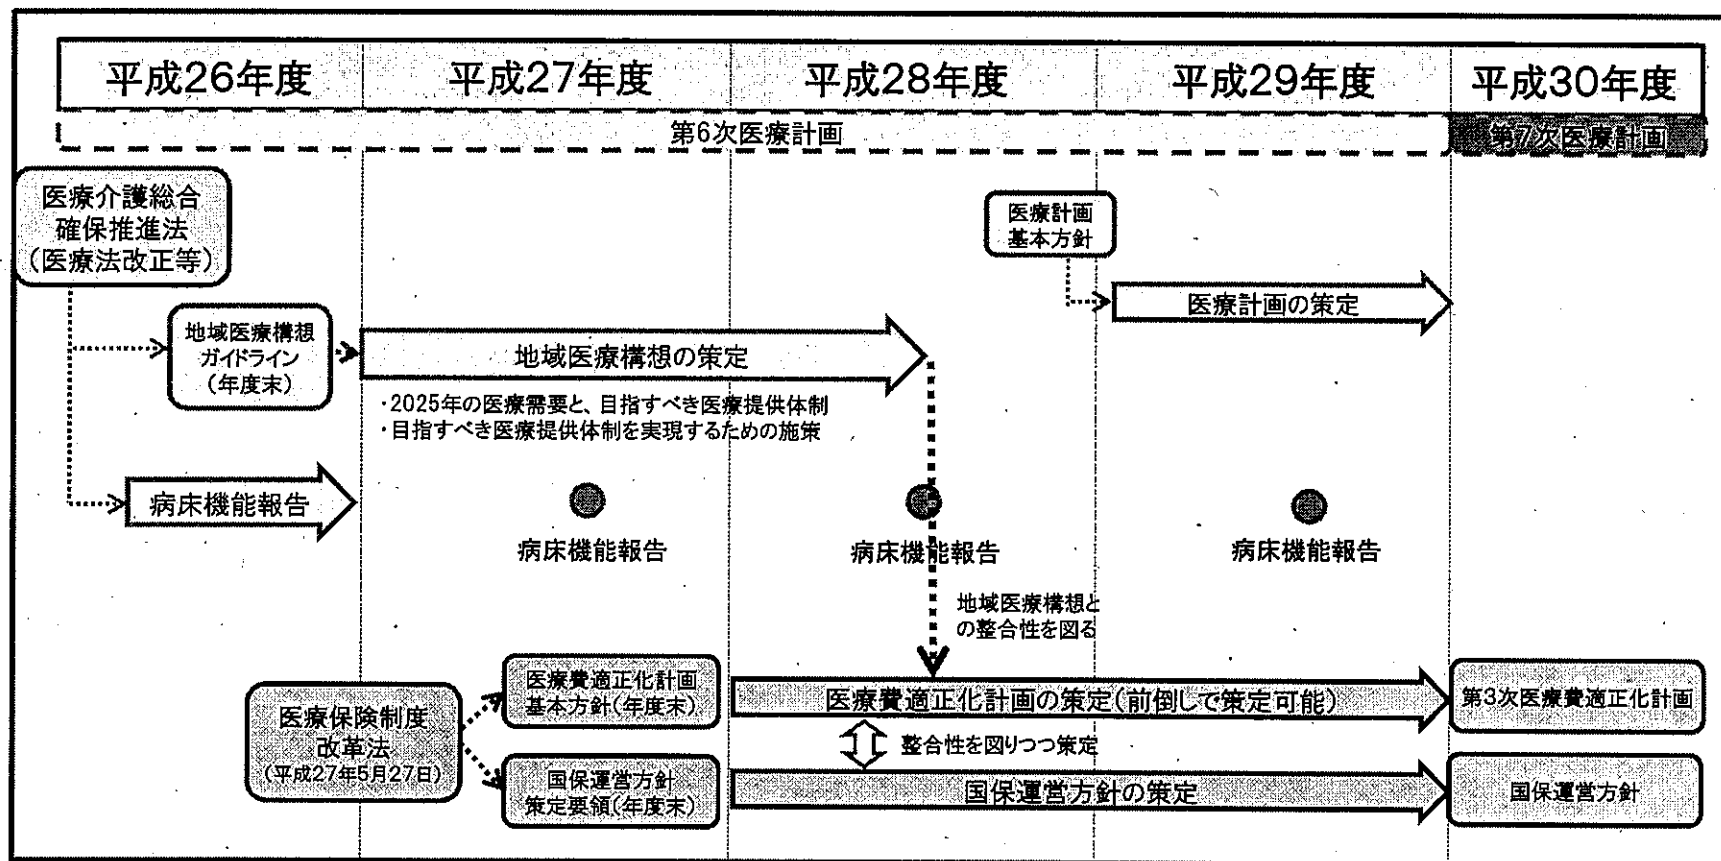 平成26年度
平成27年度
平成28年度
平成29年度
平成30年度
第6次医療計画
第7次医療計画
医療介護総合
確保推進法
（医療法改正等）
医療計画
基本方針
医療計画の策定
地域医療構想
ガイドライン
（年度末）
地域医療構想の策定
・2025年の医療需要と、目指すべき医療提供体制
・目指すべき医療提供体制を実現するための施策
病床機能報告
病床機能報告
病床機能報告
病床機能報告
地域医療構想と
の整合性を図る
医療保険制度
改革法
（平成27年5月27日）
医療費適正化計画
基本方針（年度末）
医療費適正化計画の策定（前倒しで策定可能）
第3次医療費適正化計画
整合性を図りつつ策定
国保運営方針
策定要領（年度末）
国保運営方針の策定
国保運営方針